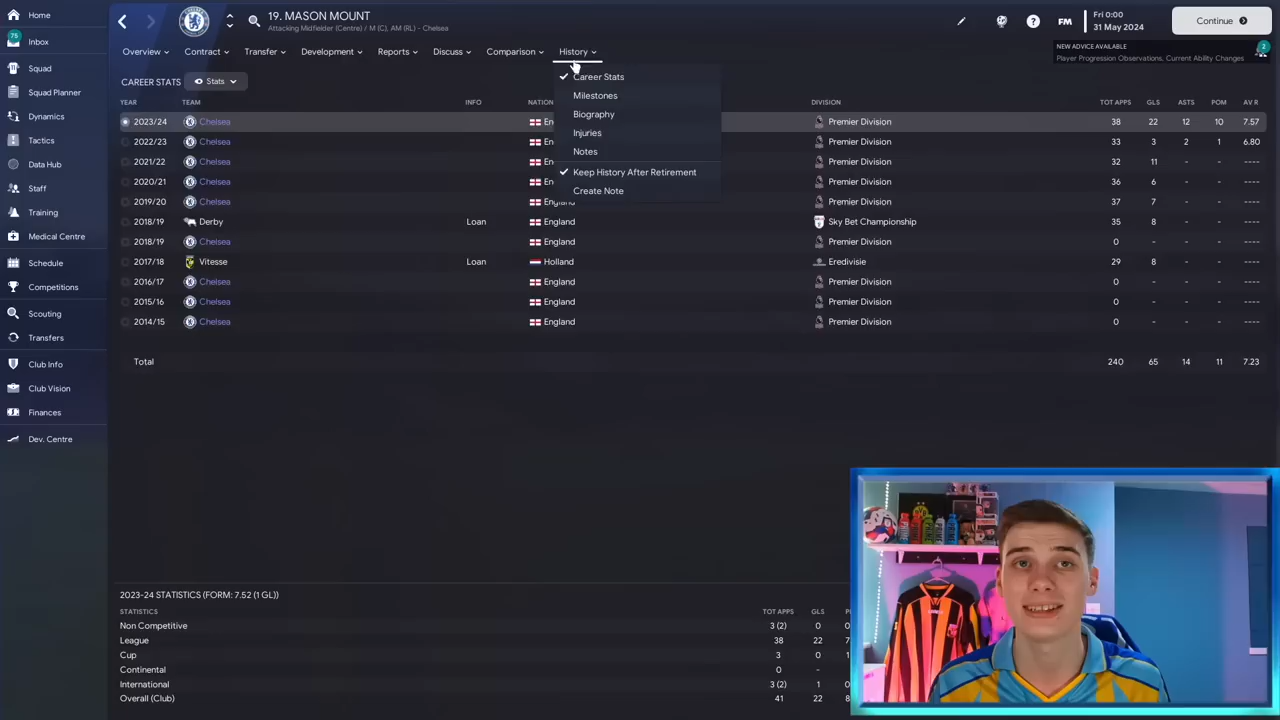 Home
75
Inbox
Squad
Squad Planner
Dynamics
Tactics
Data Hub
Staff
Training
Medical Centre
Schedule
Competitions
Scouting
Transfers
Club Info
Club Vision
Finances
Dev. Centre
19. MASON MOUNT
Attacking Midfielder (Centre) / M (C), AM (RL) - Chelsea
FM
Fri 0:00
31 May 2024
Continue
Overview Contract Transfer Development Reports Discuss Comparison History
NEW ADVICE AVAILABLE
2
Player Progression Observations, Current Ability Changes
CAREER STATS Stats
Career Stats
Milestones
Biography
Injuries
Notes
Keep History After Retirement
Create Note
YEAR TEAM INFO NATION DIVISION TOT APPS GLS ASTS POM AV R
2023/24 Chelsea En Premier Division 38 22 12 10 7.57
2022/23 Chelsea En Premier Division 33 3 2 1 6.80
2021/22 Chelsea En Premier Division 32 11 - - ----
2020/21 Chelsea En Premier Division 36 6 - - ----
2019/20 Chelsea England Premier Division 37 7 - - ----
2018/19 Derby Loan England Sky Bet Championship 35 8 - - ----
2018/19 Chelsea England Premier Division 0 - - - ----
2017/18 Vitesse Loan Holland Eredivisie 29 8 - - ----
2016/17 Chelsea England Premier Division 0 - - - ----
2015/16 Chelsea England Premier Division 0 - - - ----
2014/15 Chelsea England Premier Division 0 - - - ----
Total 240 65 14 11 7.23
2023-24 STATISTICS (FORM: 7.52 (1 GL))
STATISTICS TOT APPS GLS
Non Competitive 3 (2) 0
League 38 22
Cup 3 0
Continental 0 -
International 3 (2) 1
Overall (Club) 41 22